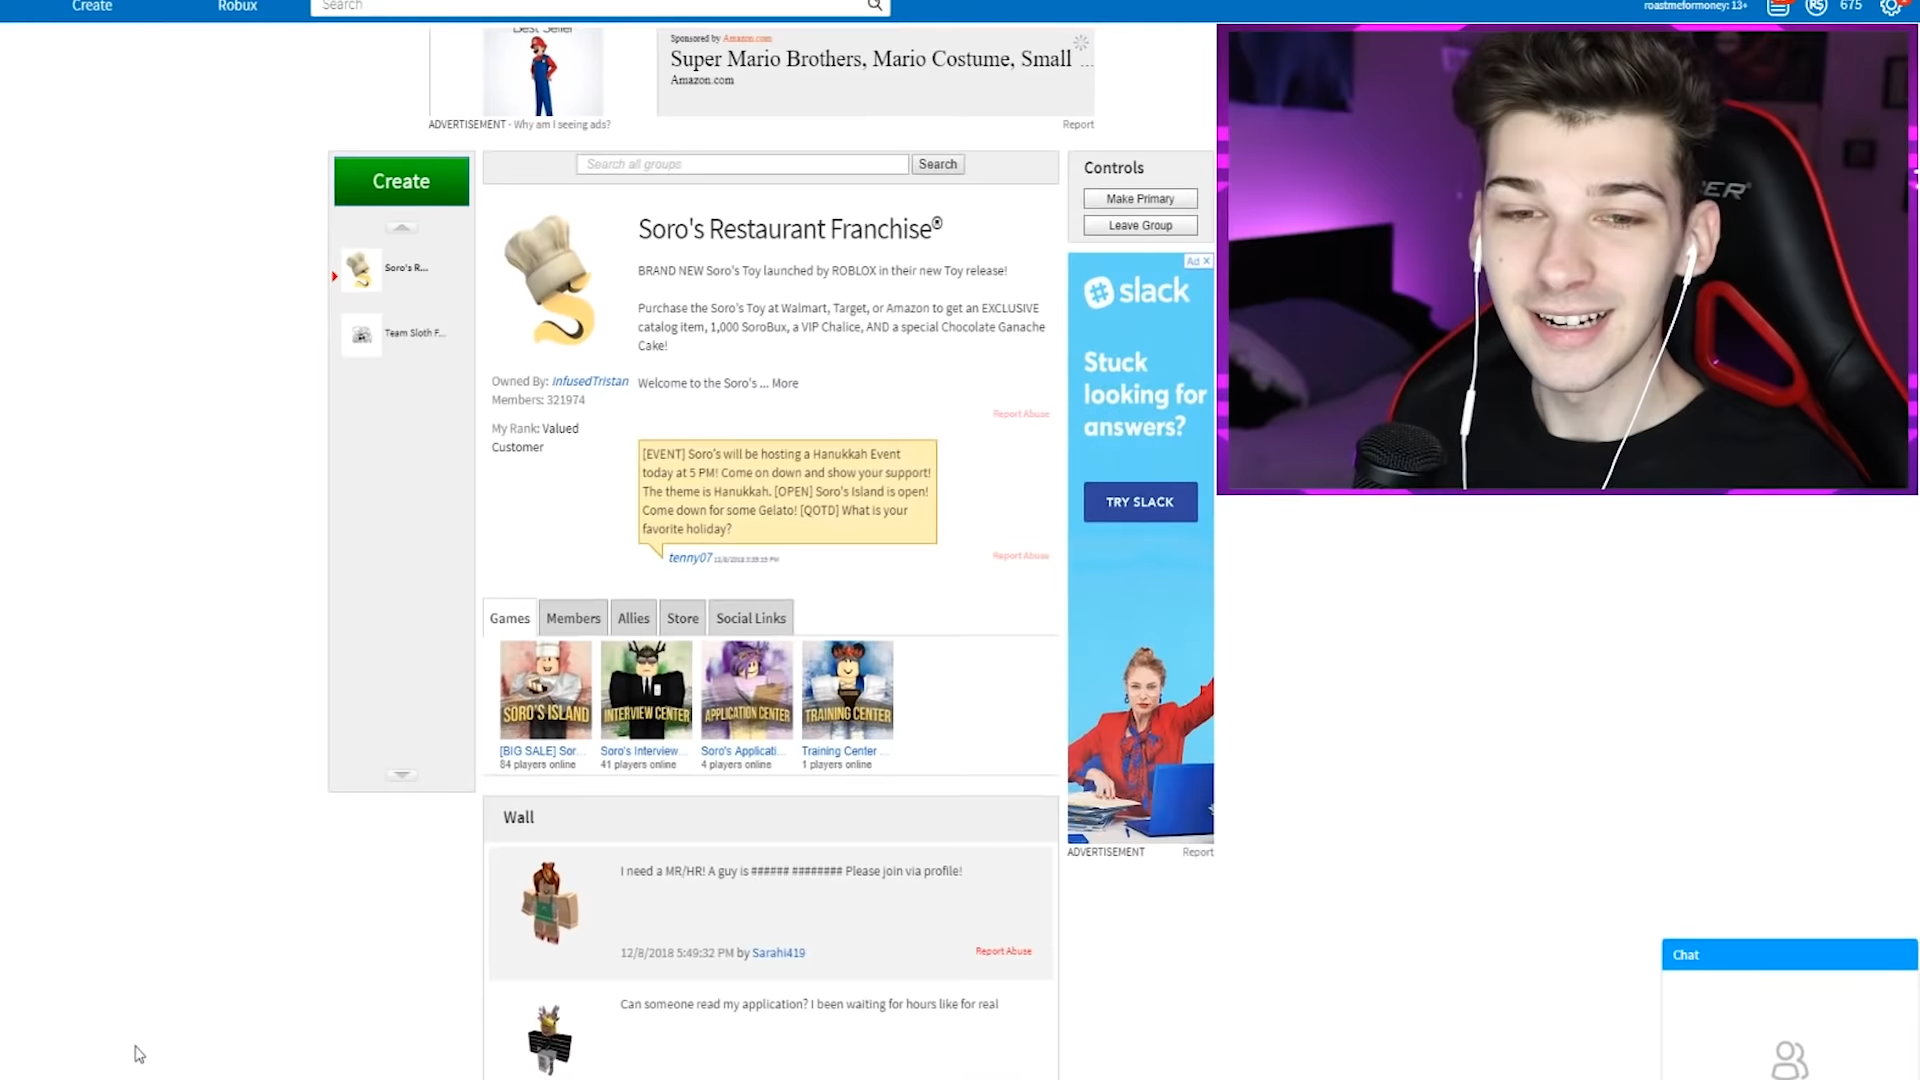 Create
Robux
Search
roastmeformoney: 13+
R$
675
Best Seller
Sponsored by Amazon.com
Super Mario Brothers, Mario Costume, Small ...
Amazon.com
ADVERTISEMENT - Why am I seeing ads?
Report
Create
Soro's R...
Team Sloth F...
Search all groups
Search
Soro's Restaurant Franchise®
BRAND NEW Soro's Toy launched by ROBLOX in their new Toy release!
Purchase the Soro's Toy at Walmart, Target, or Amazon to get an EXCLUSIVE
catalog item, 1,000 SoroBux, a VIP Chalice, AND a special Chocolate Ganache
Cake!
Welcome to the Soro's ... More
Owned By: InfusedTristan
Members: 321974
My Rank: Valued
Customer
Report Abuse
[EVENT] Soro's will be hosting a Hanukkah Event
today at 5 PM! Come on down and show your support!
The theme is Hanukkah. [OPEN] Soro's Island is open!
Come down for some Gelato! [QOTD] What is your
favorite holiday?
tenny07
Report Abuse
Games
Members
Allies
Store
Social Links
SORO'S ISLAND
INTERVIEW CENTER
APPLICATION CENTER
TRAINING CENTER
[BIG SALE] Sor...
84 players online
Soro's Interview...
41 players online
Soro's Applicati...
4 players online
Training Center ...
1 players online
Wall
I need a MR/HR! A guy is ###### ######## Please join via profile!
12/8/2018 5:49:32 PM by Sarahi419
Report Abuse
Can someone read my application? I been waiting for hours like for real
Controls
Make Primary
Leave Group
Ad X
slack
Stuck
looking for
answers?
TRY SLACK
ADVERTISEMENT
Report
ER
Chat